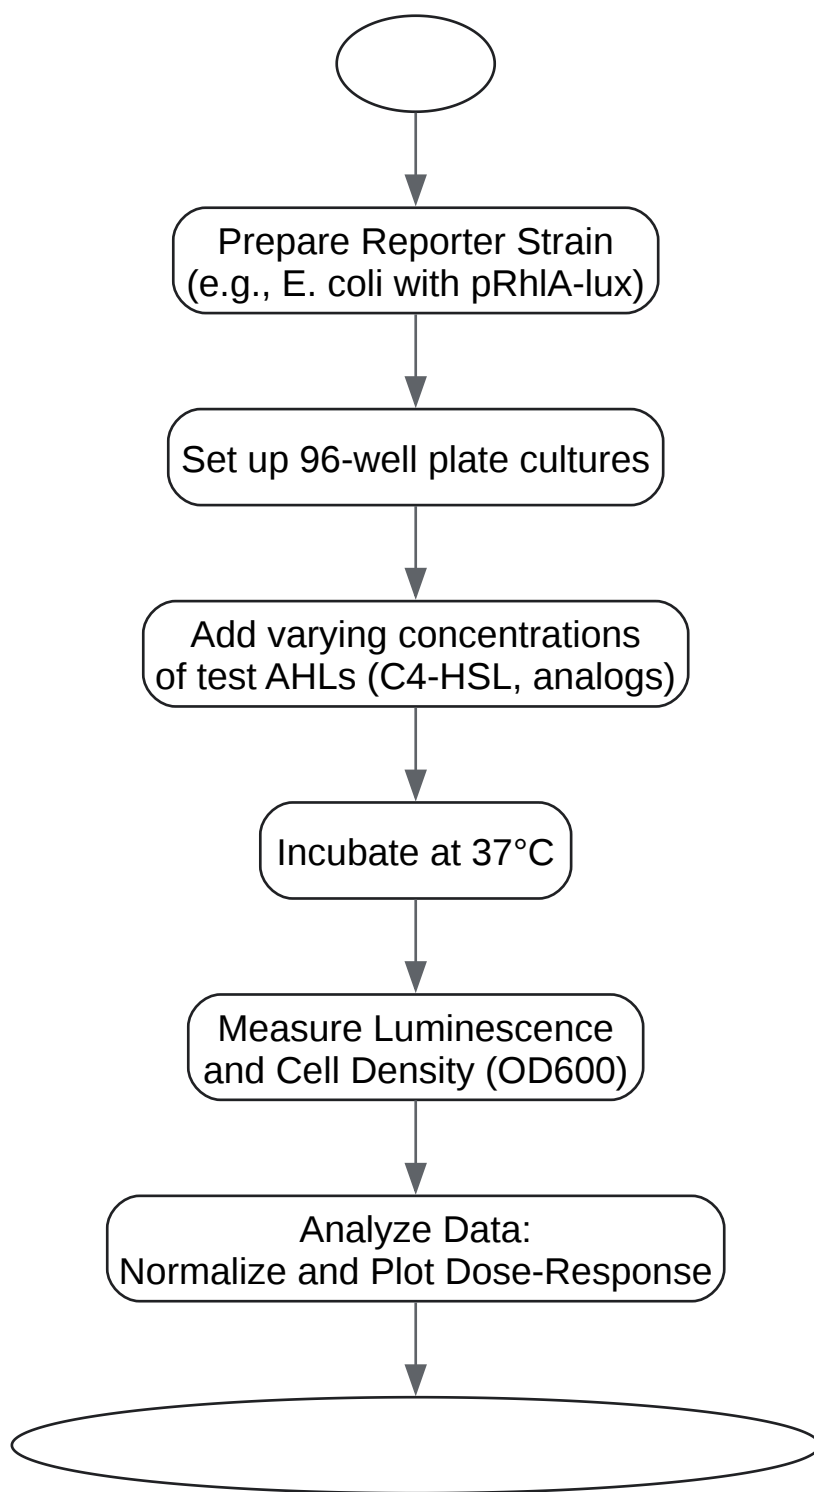 Prepare Reporter Strain
(e.g., E. coli with pRhlA-lux)
Set up 96-well plate cultures
Add varying concentrations
of test AHLs (C4-HSL, analogs)
Incubate at 37°C
Measure Luminescence
and Cell Density (OD600)
Analyze Data:
Normalize and Plot Dose-Response